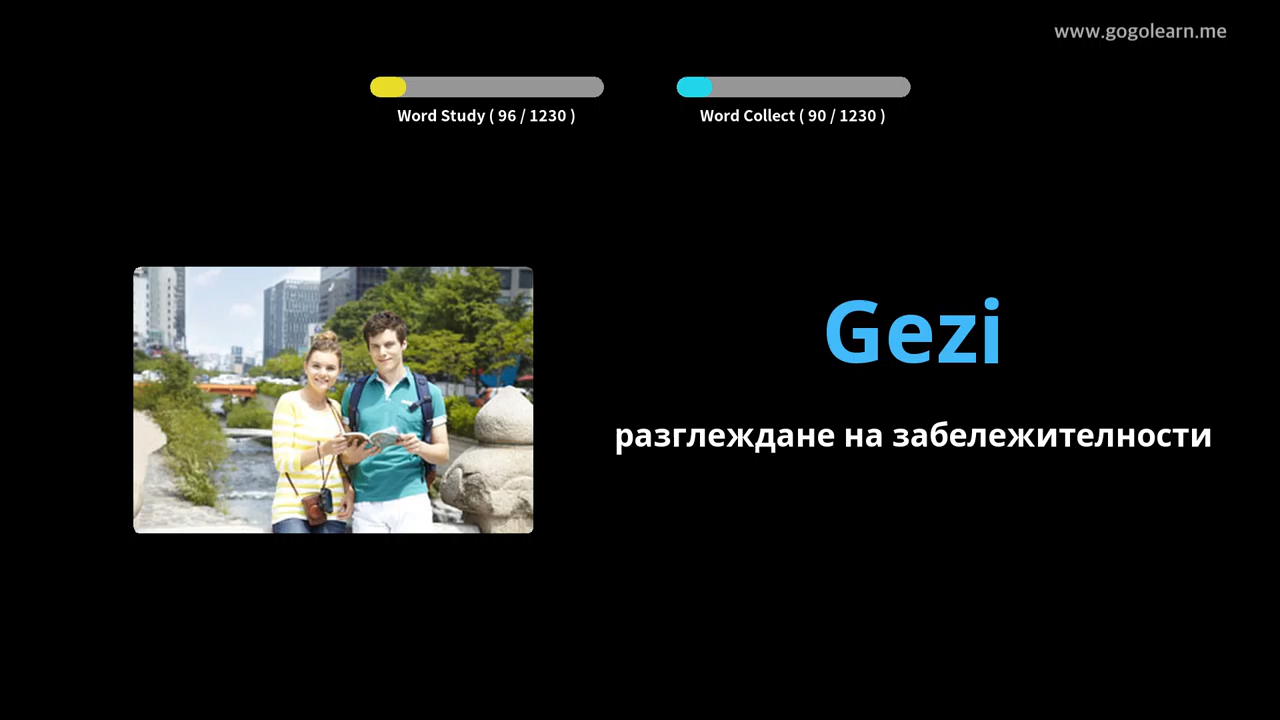 www.gogolearn.me
Word Study ( 96 / 1230 )
Word Collect ( 90 / 1230 )
Gezi
разглеждане на забележителности